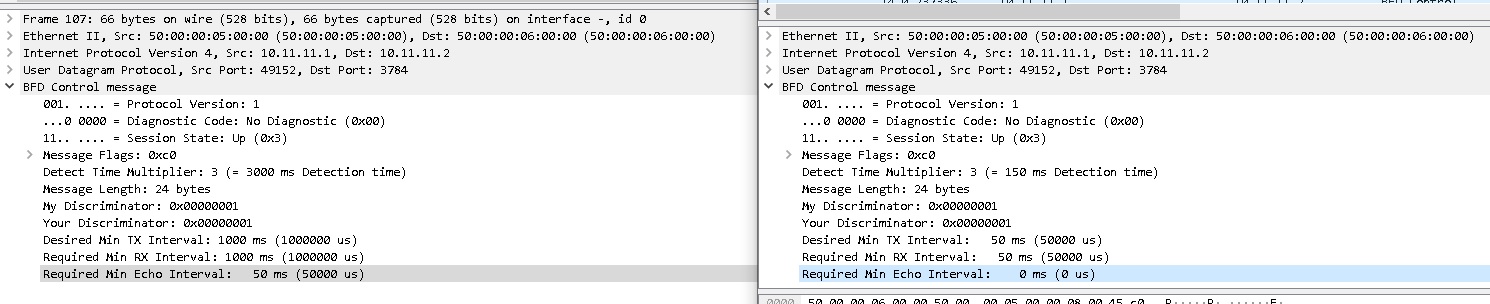 Frame 107: 66 bytes on wire (528 bits), 66 bytes captured (528 bits) on interface -, id 0
Ethernet II, Src: 50:00:00:05:00:00 (50:00:00:05:00:00), Dst: 50:00:00:06:00:00 (50:00:00:06:00:00)
Internet Protocol Version 4, Src: 10.11.11.1, Dst: 10.11.11.2
User Datagram Protocol, Src Port: 49152, Dst Port: 3784
BFD Control message
001. .... = Protocol Version: 1
...0 0000 = Diagnostic Code: No Diagnostic (0x00)
11.. .... = Session State: Up (0x3)
Message Flags: 0xc0
Detect Time Multiplier: 3 (= 3000 ms Detection time)
Message Length: 24 bytes
My Discriminator: 0x00000001
Your Discriminator: 0x00000001
Desired Min TX Interval: 1000 ms (1000000 us)
Required Min RX Interval: 1000 ms (1000000 us)
Required Min Echo Interval:   50 ms (50000 us)
Ethernet II, Src: 50:00:00:05:00:00 (50:00:00:05:00:00), Dst: 50:00:00:06:00:00 (50:00:00:06:00:00)
Internet Protocol Version 4, Src: 10.11.11.1, Dst: 10.11.11.2
User Datagram Protocol, Src Port: 49152, Dst Port: 3784
BFD Control message
001. .... = Protocol Version: 1
...0 0000 = Diagnostic Code: No Diagnostic (0x00)
11.. .... = Session State: Up (0x3)
Message Flags: 0xc0
Detect Time Multiplier: 3 (= 150 ms Detection time)
Message Length: 24 bytes
My Discriminator: 0x00000001
Your Discriminator: 0x00000001
Desired Min TX Interval:   50 ms (50000 us)
Required Min RX Interval:   50 ms (50000 us)
Required Min Echo Interval:    0 ms (0 us)